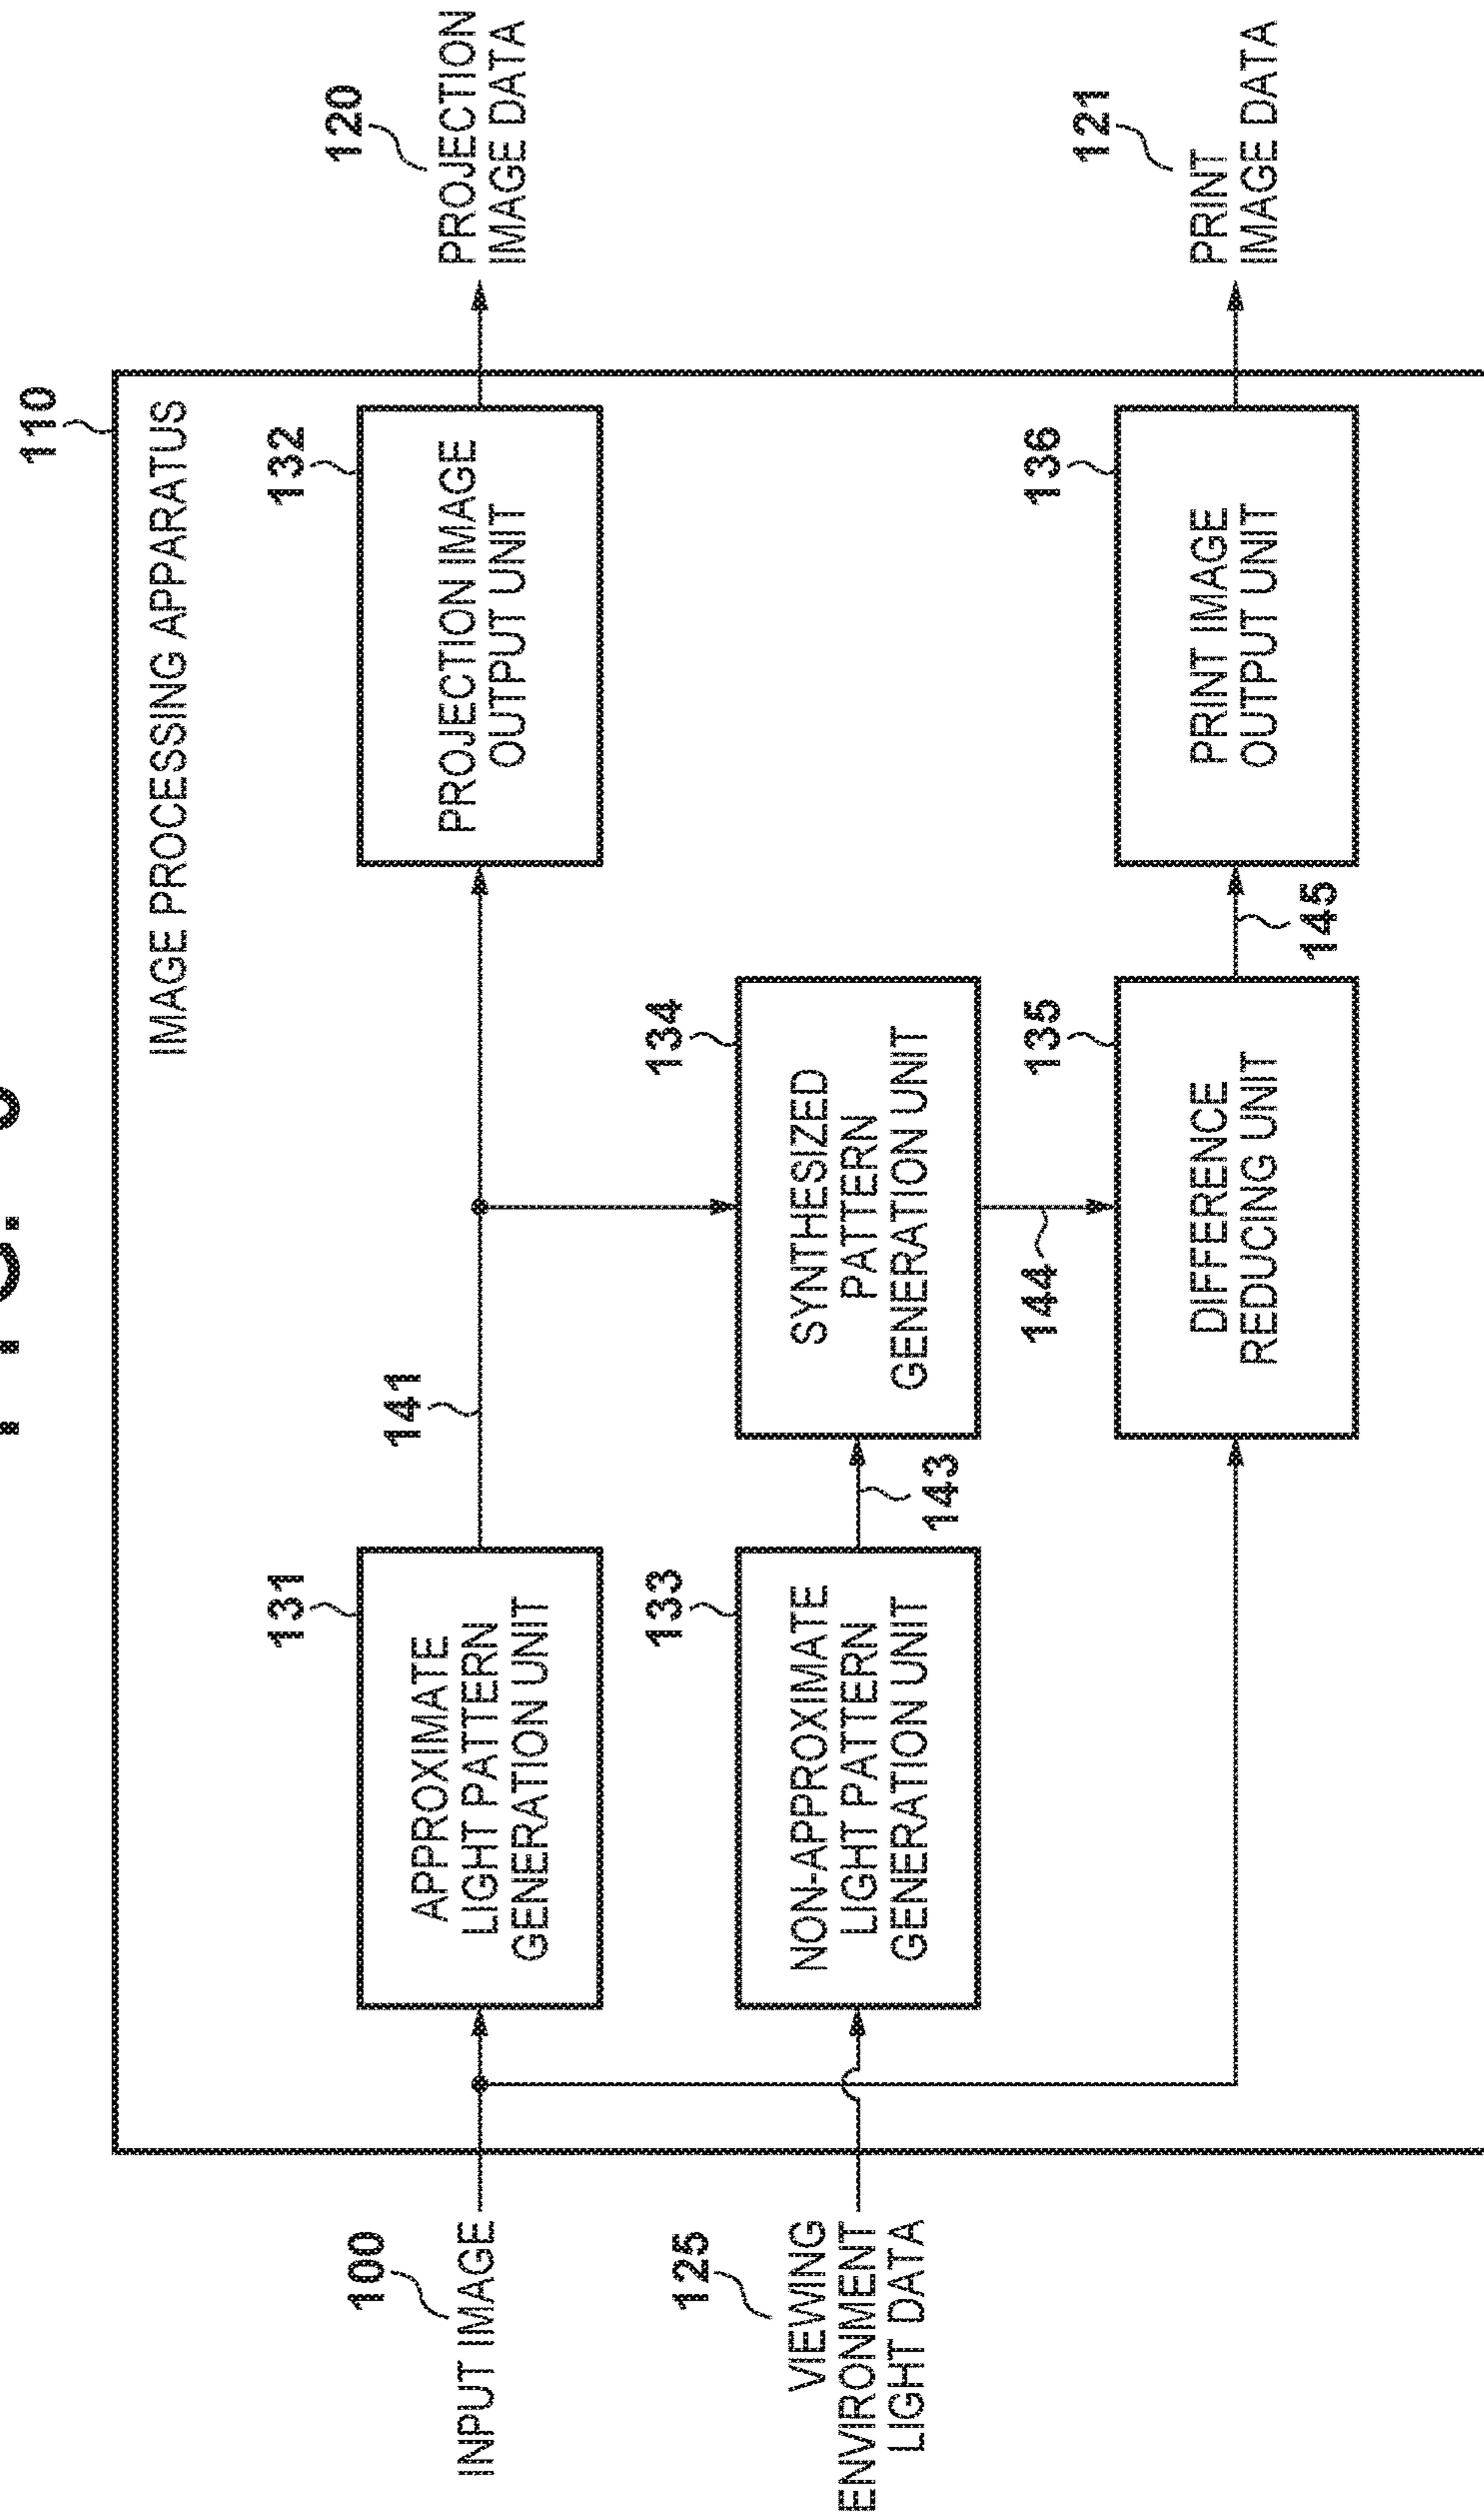 110
IMAGE PROCESSING APPARATUS
100
INPUT IMAGE
131
APPROXIMATE
LIGHT PATTERN
GENERATION UNIT
141
132
PROJECTION IMAGE
OUTPUT UNIT
120
PROJECTION
IMAGE DATA
125
VIEWING
ENVIRONMENT
LIGHT DATA
133
NON-APPROXIMATE
LIGHT PATTERN
GENERATION UNIT
143
134
SYNTHESIZED
PATTERN
GENERATION UNIT
144
135
DIFFERENCE
REDUCING UNIT
145
136
PRINT IMAGE
OUTPUT UNIT
121
PRINT
IMAGE DATA